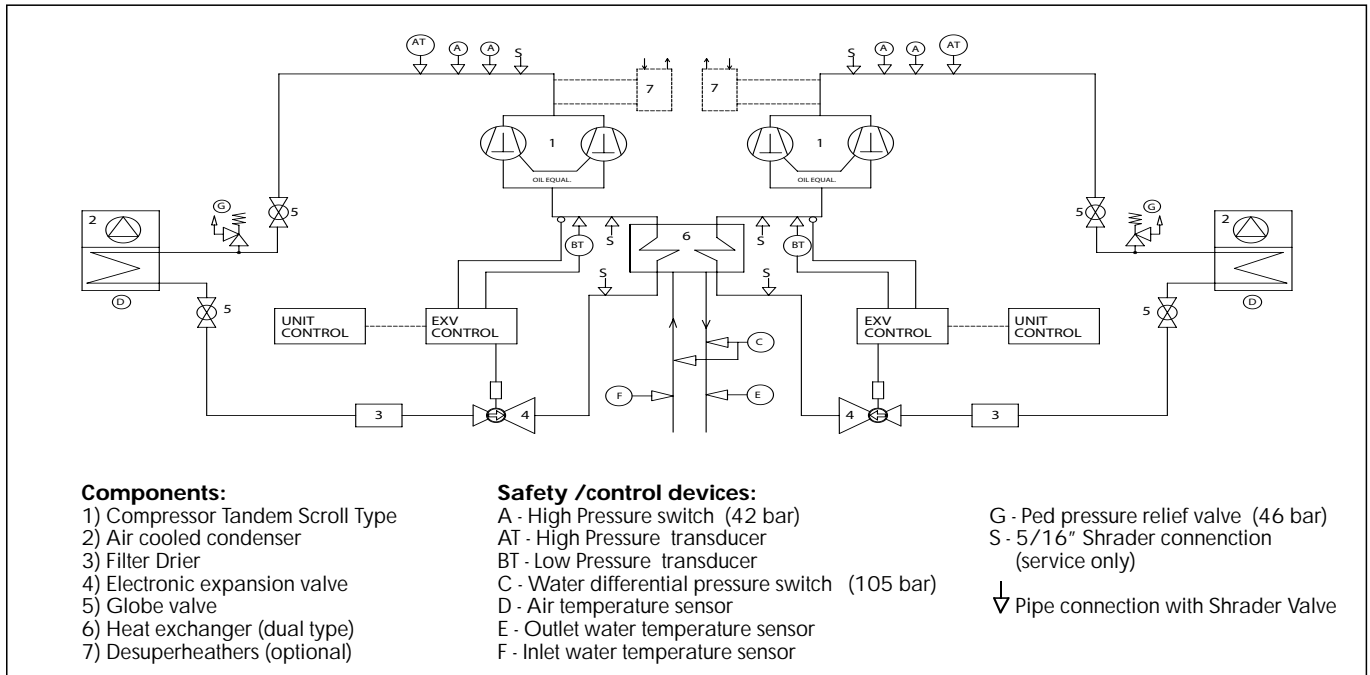 AT A A S S A A AT
7 7
1 1
OIL EQUAL. OIL EQUAL.
G 5 5 G
2 2
BT S 6 S BT
D S S D
5 5
UNIT CONTROL EXV CONTROL EXV CONTROL UNIT CONTROL
C
F E
3 4 4 3
Components:
1) Compressor Tandem Scroll Type
2) Air cooled condenser
3) Filter Drier
4) Electronic expansion valve
5) Globe valve
6) Heat exchanger (dual type)
7) Desuperheathers (optional)
Safety /control devices:
A - High Pressure switch (42 bar)
AT - High Pressure transducer
BT - Low Pressure transducer
C - Water differential pressure switch (105 bar)
D - Air temperature sensor
E - Outlet water temperature sensor
F - Inlet water temperature sensor
G - Ped pressure relief valve (46 bar)
S - 5/16″ Shrader connenction
(service only)
Pipe connection with Shrader Valve